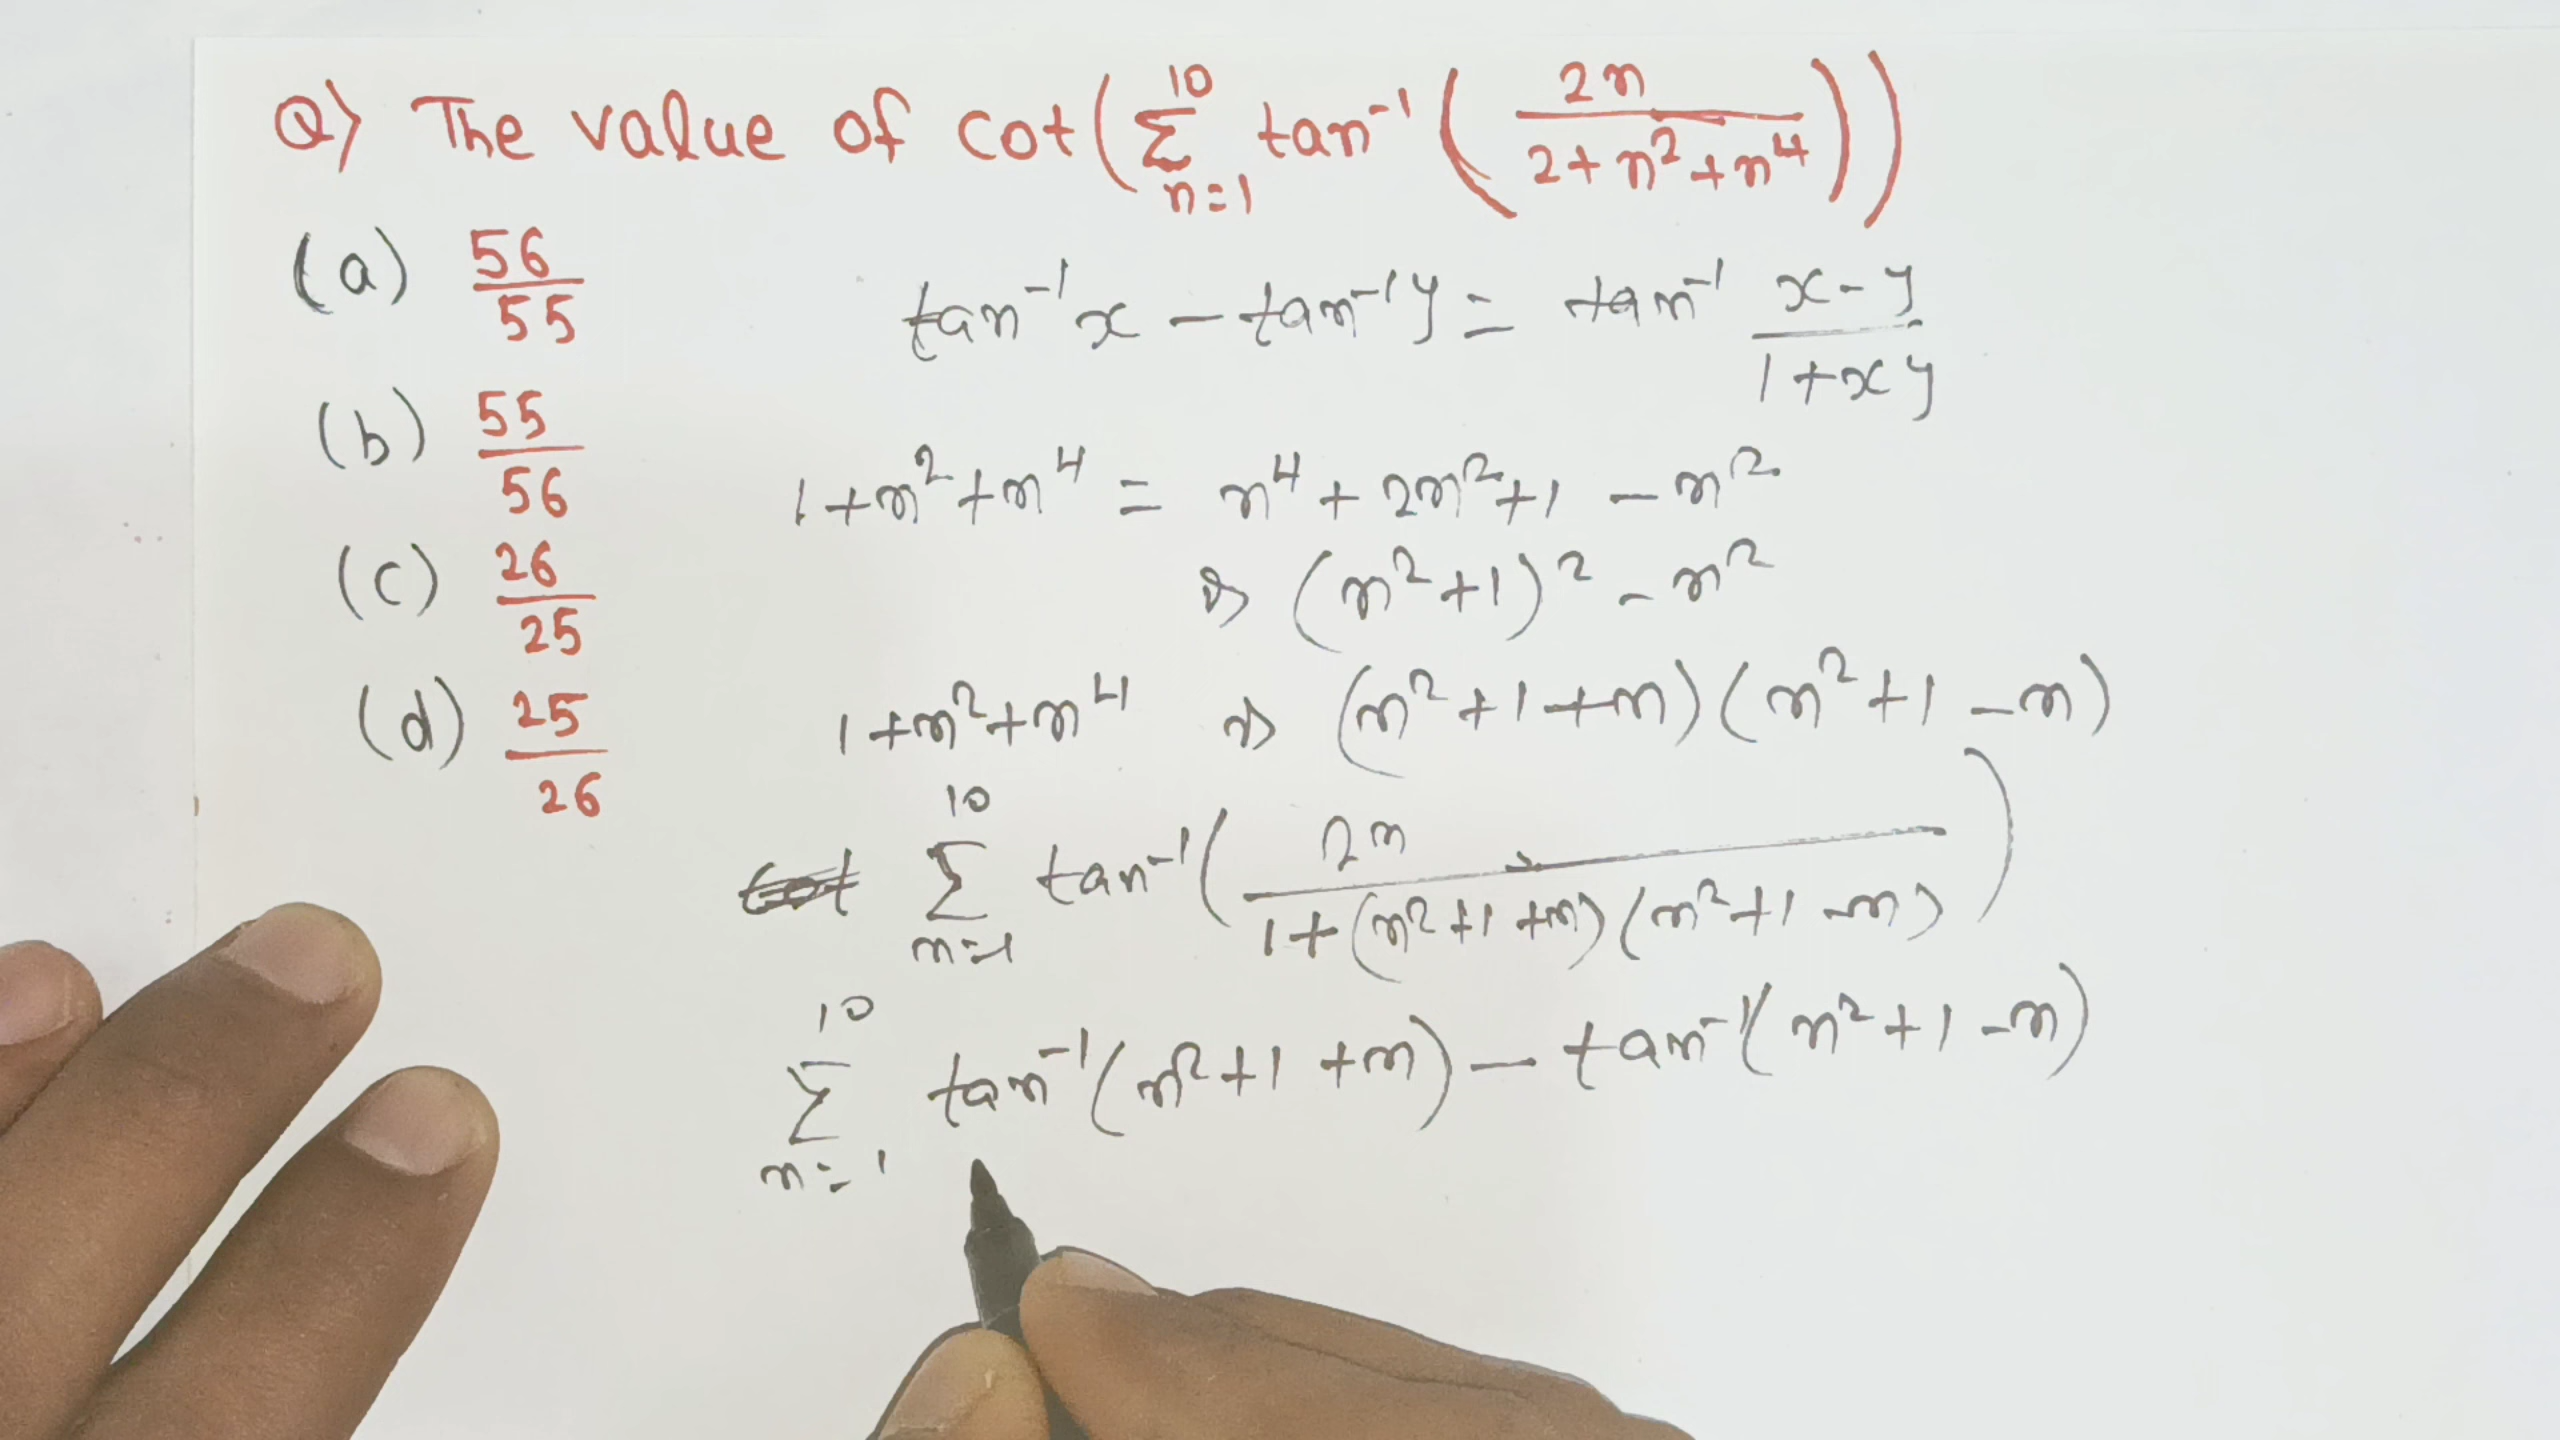 Q) The value of cot(∑_{n=1}^{10} tan⁻¹(2n/(2+n²+n⁴)))
(a) 56/55
tan⁻¹x - tan⁻¹y = tan⁻¹ (x-y)/(1+xy)
(b) 55/56
1+n²+n⁴ = n⁴+2n²+1 - n²
(c) 26/25
⇒ (n²+1)² - n²
(d) 25/26
1+n²+n⁴ ⇒ (n²+1+n)(n²+1-n)
∑_{n=1}^{10} tan⁻¹(2n/(1+(n²+1+n)(n²+1-n)))
∑_{n=1}^{10} tan⁻¹(n²+1+n) - tan⁻¹(n²+1-n)